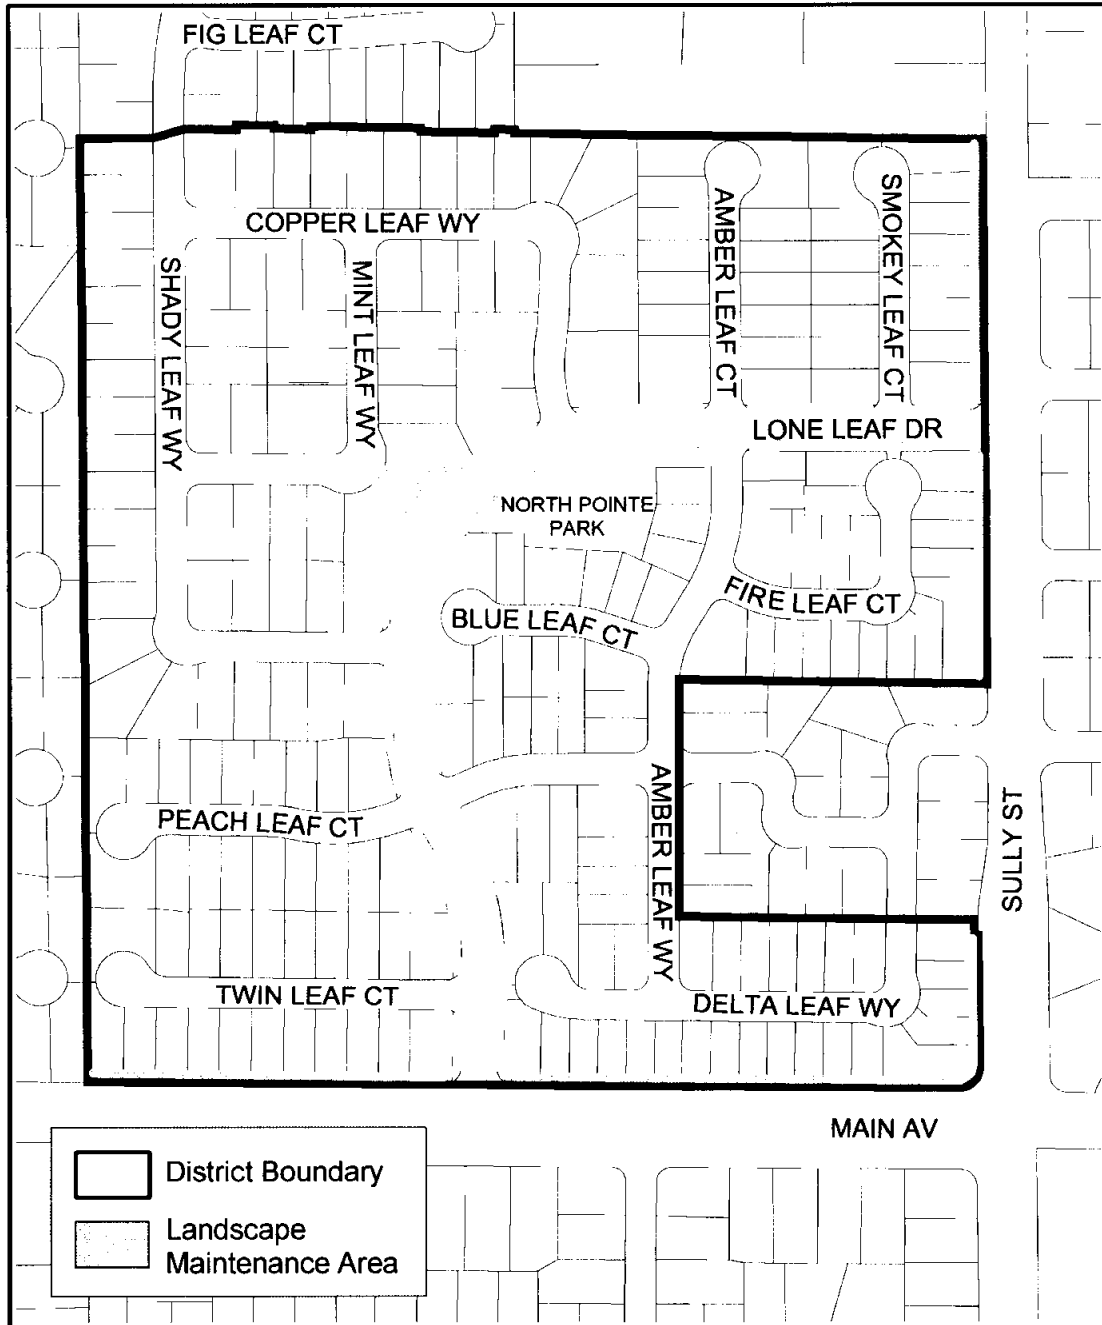 FIG LEAF CT
COPPER LEAF WY
AMBER LEAF CT
SMOKEY LEAF CT
SHADY LEAF WY
MINT LEAF WY
LONE LEAF DR
NORTH POINTE
PARK
FIRE LEAF CT
BLUE LEAF CT
AMBER LEAF WY
SULLY ST
PEACH LEAF CT
TWIN LEAF CT
DELTA LEAF WY
MAIN AV
District Boundary
Landscape
Maintenance Area